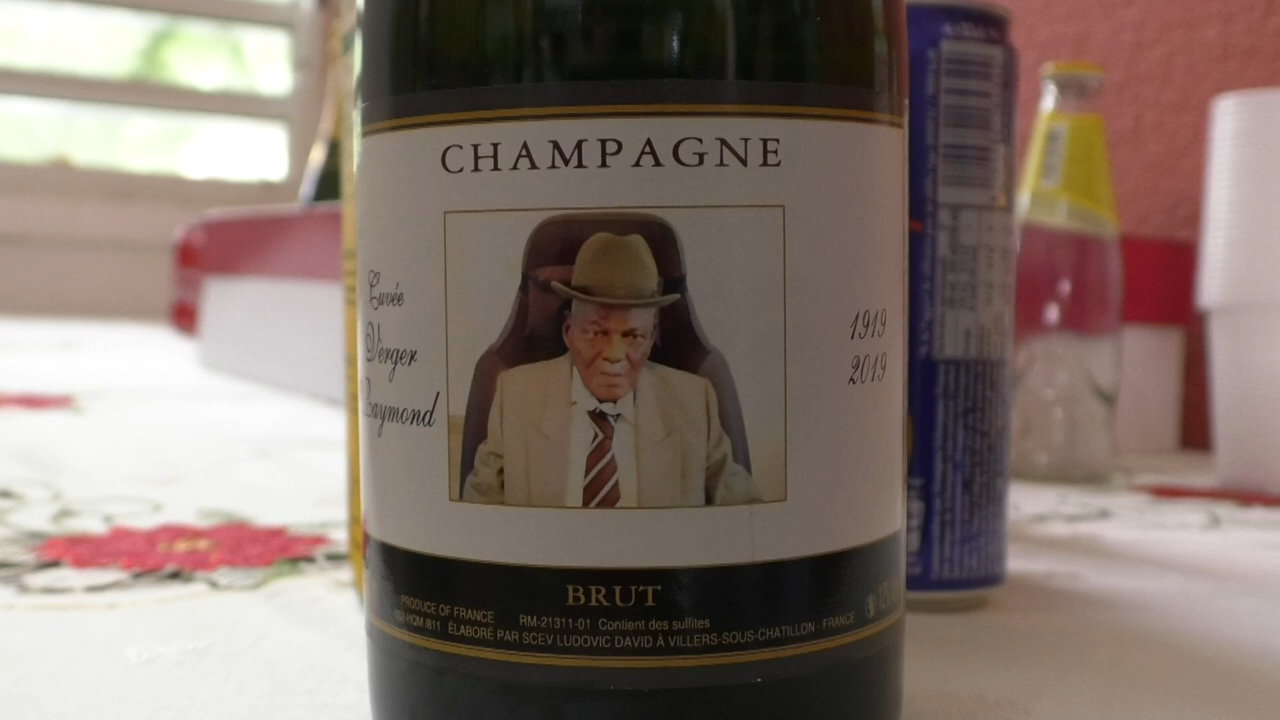 CHAMPAGNE
Cuvée
Verger
Raymond
1919
2019
BRUT
PRODUCE OF FRANCE RM-21311-01 Contient des sulfites
ÉLABORÉ PAR SCEV LUDOVIC DAVID À VILLERS-SOUS-CHATILLON - FRANCE